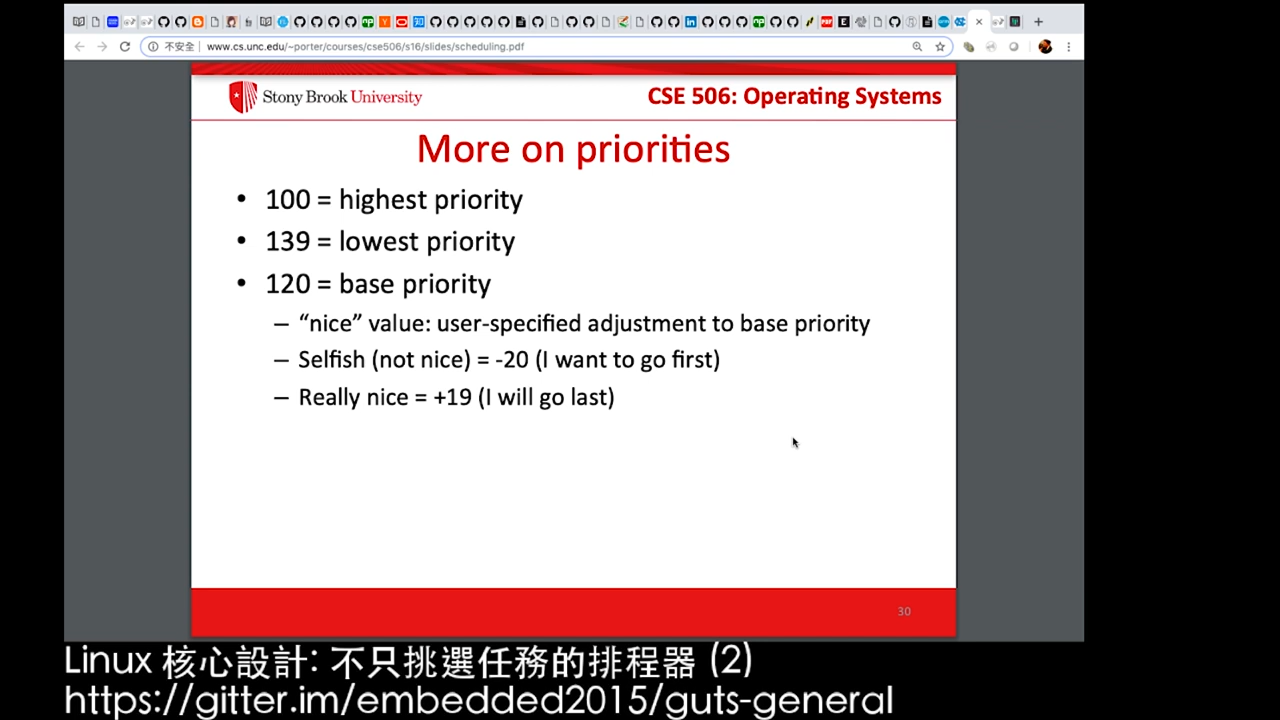 不安全 www.cs.unc.edu/~porter/courses/cse506/s16/slides/scheduling.pdf
Stony Brook University
CSE 506: Operating Systems
More on priorities
• 100 = highest priority
• 139 = lowest priority
• 120 = base priority
– “nice” value: user-specified adjustment to base priority
– Selfish (not nice) = -20 (I want to go first)
– Really nice = +19 (I will go last)
30
Linux 核心設計: 不只挑選任務的排程器 (2)
https://gitter.im/embedded2015/guts-general